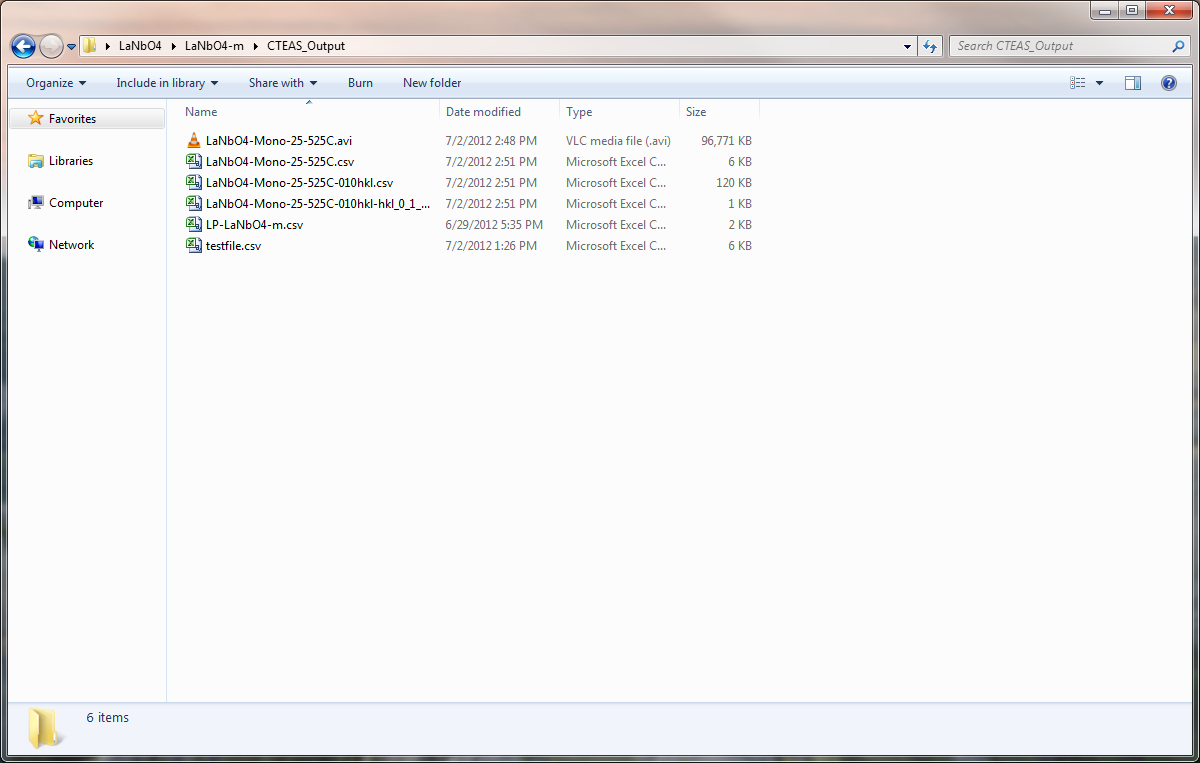 LaNbO4 LaNbO4-m CTEAS_Output Search CTEAS_Output
Organize Include in library Share with Burn New folder
Favorites
Libraries
Computer
Network
Name Date modified Type Size
LaNbO4-Mono-25-525C.avi 7/2/2012 2:48 PM VLC media file (.avi) 96,771 KB
LaNbO4-Mono-25-525C.csv 7/2/2012 2:51 PM Microsoft Excel C... 6 KB
LaNbO4-Mono-25-525C-010hkl.csv 7/2/2012 2:51 PM Microsoft Excel C... 120 KB
LaNbO4-Mono-25-525C-010hkl-hkl_0_1_... 7/2/2012 2:51 PM Microsoft Excel C... 1 KB
LP-LaNbO4-m.csv 6/29/2012 5:35 PM Microsoft Excel C... 2 KB
testfile.csv 7/2/2012 1:26 PM Microsoft Excel C... 6 KB
6 items